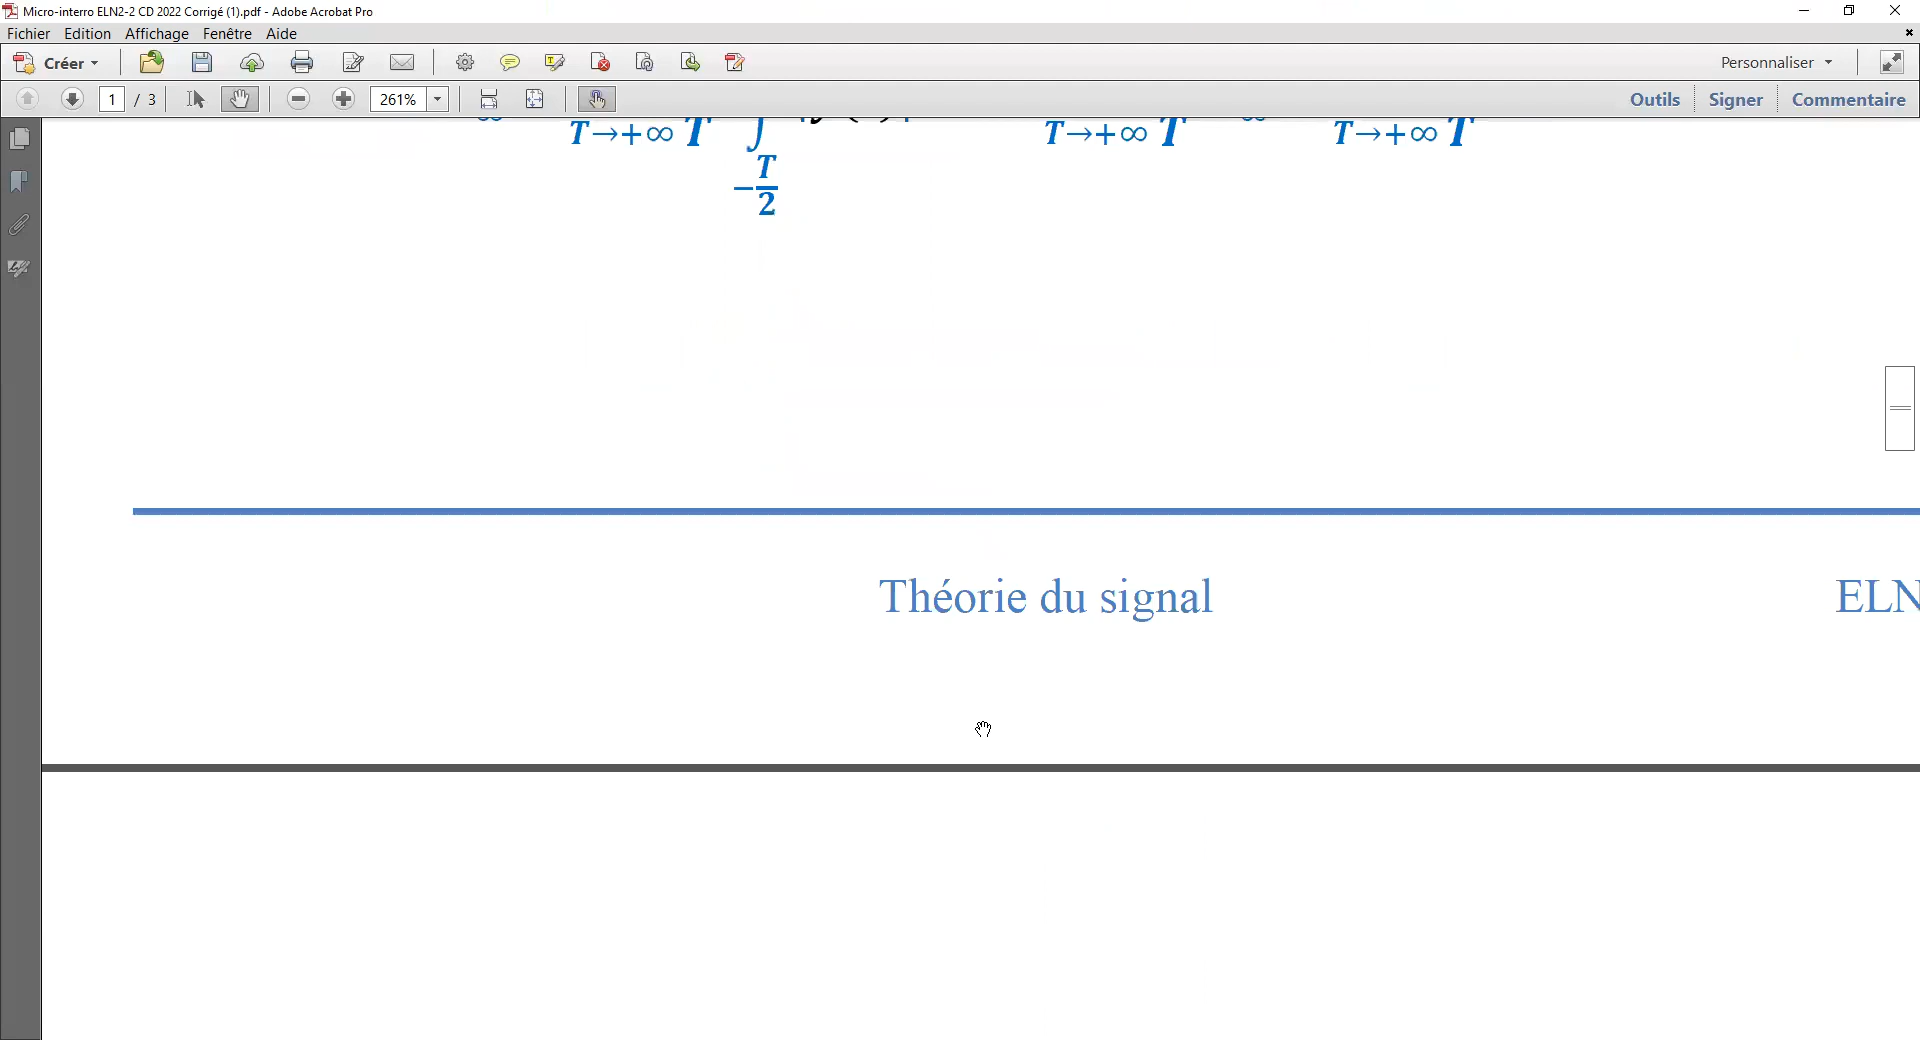 Micro-interro ELN2-2 CD 2022 Corrigé (1).pdf - Adobe Acrobat Pro
Fichier Edition Affichage Fenêtre Aide
Créer
Personnaliser
1 / 3
261%
Outils Signer Commentaire
T→+∞ T T→+∞ T T→+∞ T
−T/2
Théorie du signal ELN